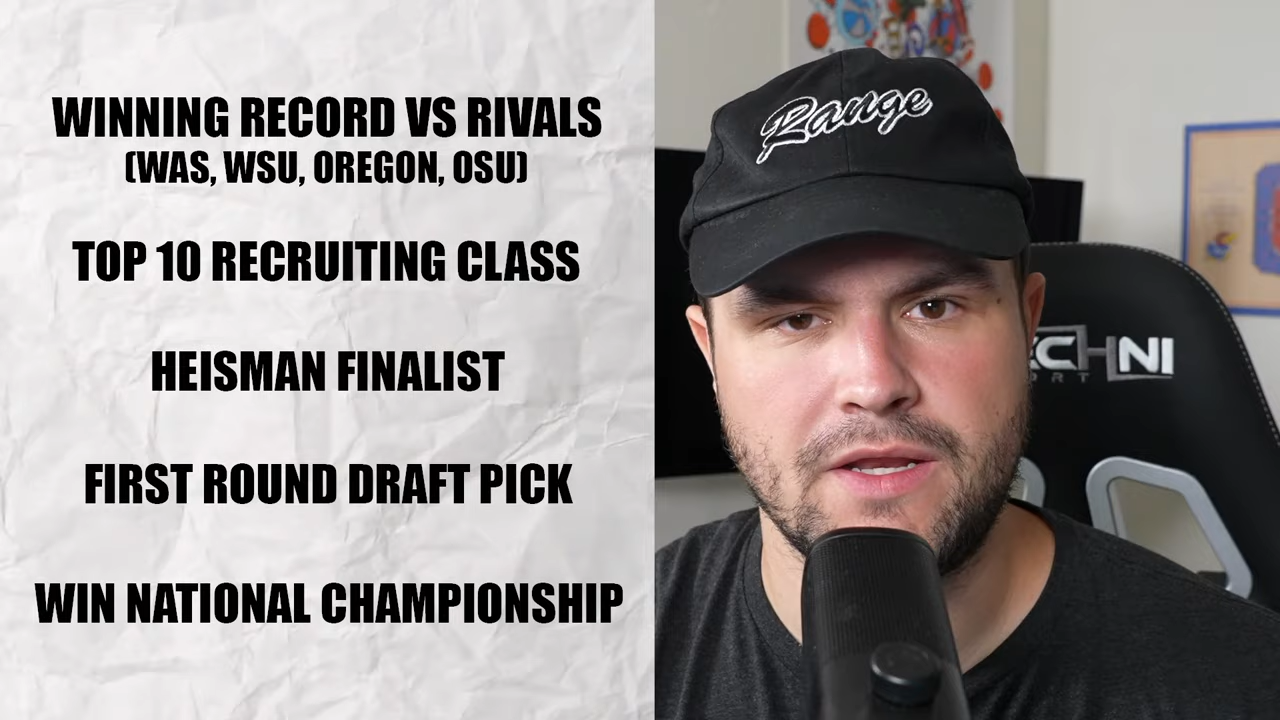 WINNING RECORD VS RIVALS
(WAS, WSU, OREGON, OSU)
TOP 10 RECRUITING CLASS
HEISMAN FINALIST
FIRST ROUND DRAFT PICK
WIN NATIONAL CHAMPIONSHIP
Range